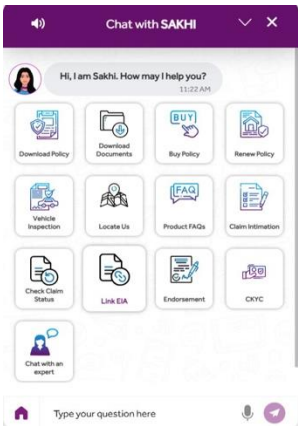 Chat with SAKHI
Hi, I am Sakhi. How may I help you?
11:22 AM
Download Policy
Download
Documents
BUY
Buy Policy
Renew Policy
Vehicle
Inspection
Locate Us
FAQ
Product FAQs
Claim Intimation
Check Claim
Status
Link EIA
Endorsement
CKYC
Chat with an
expert
Type your question here